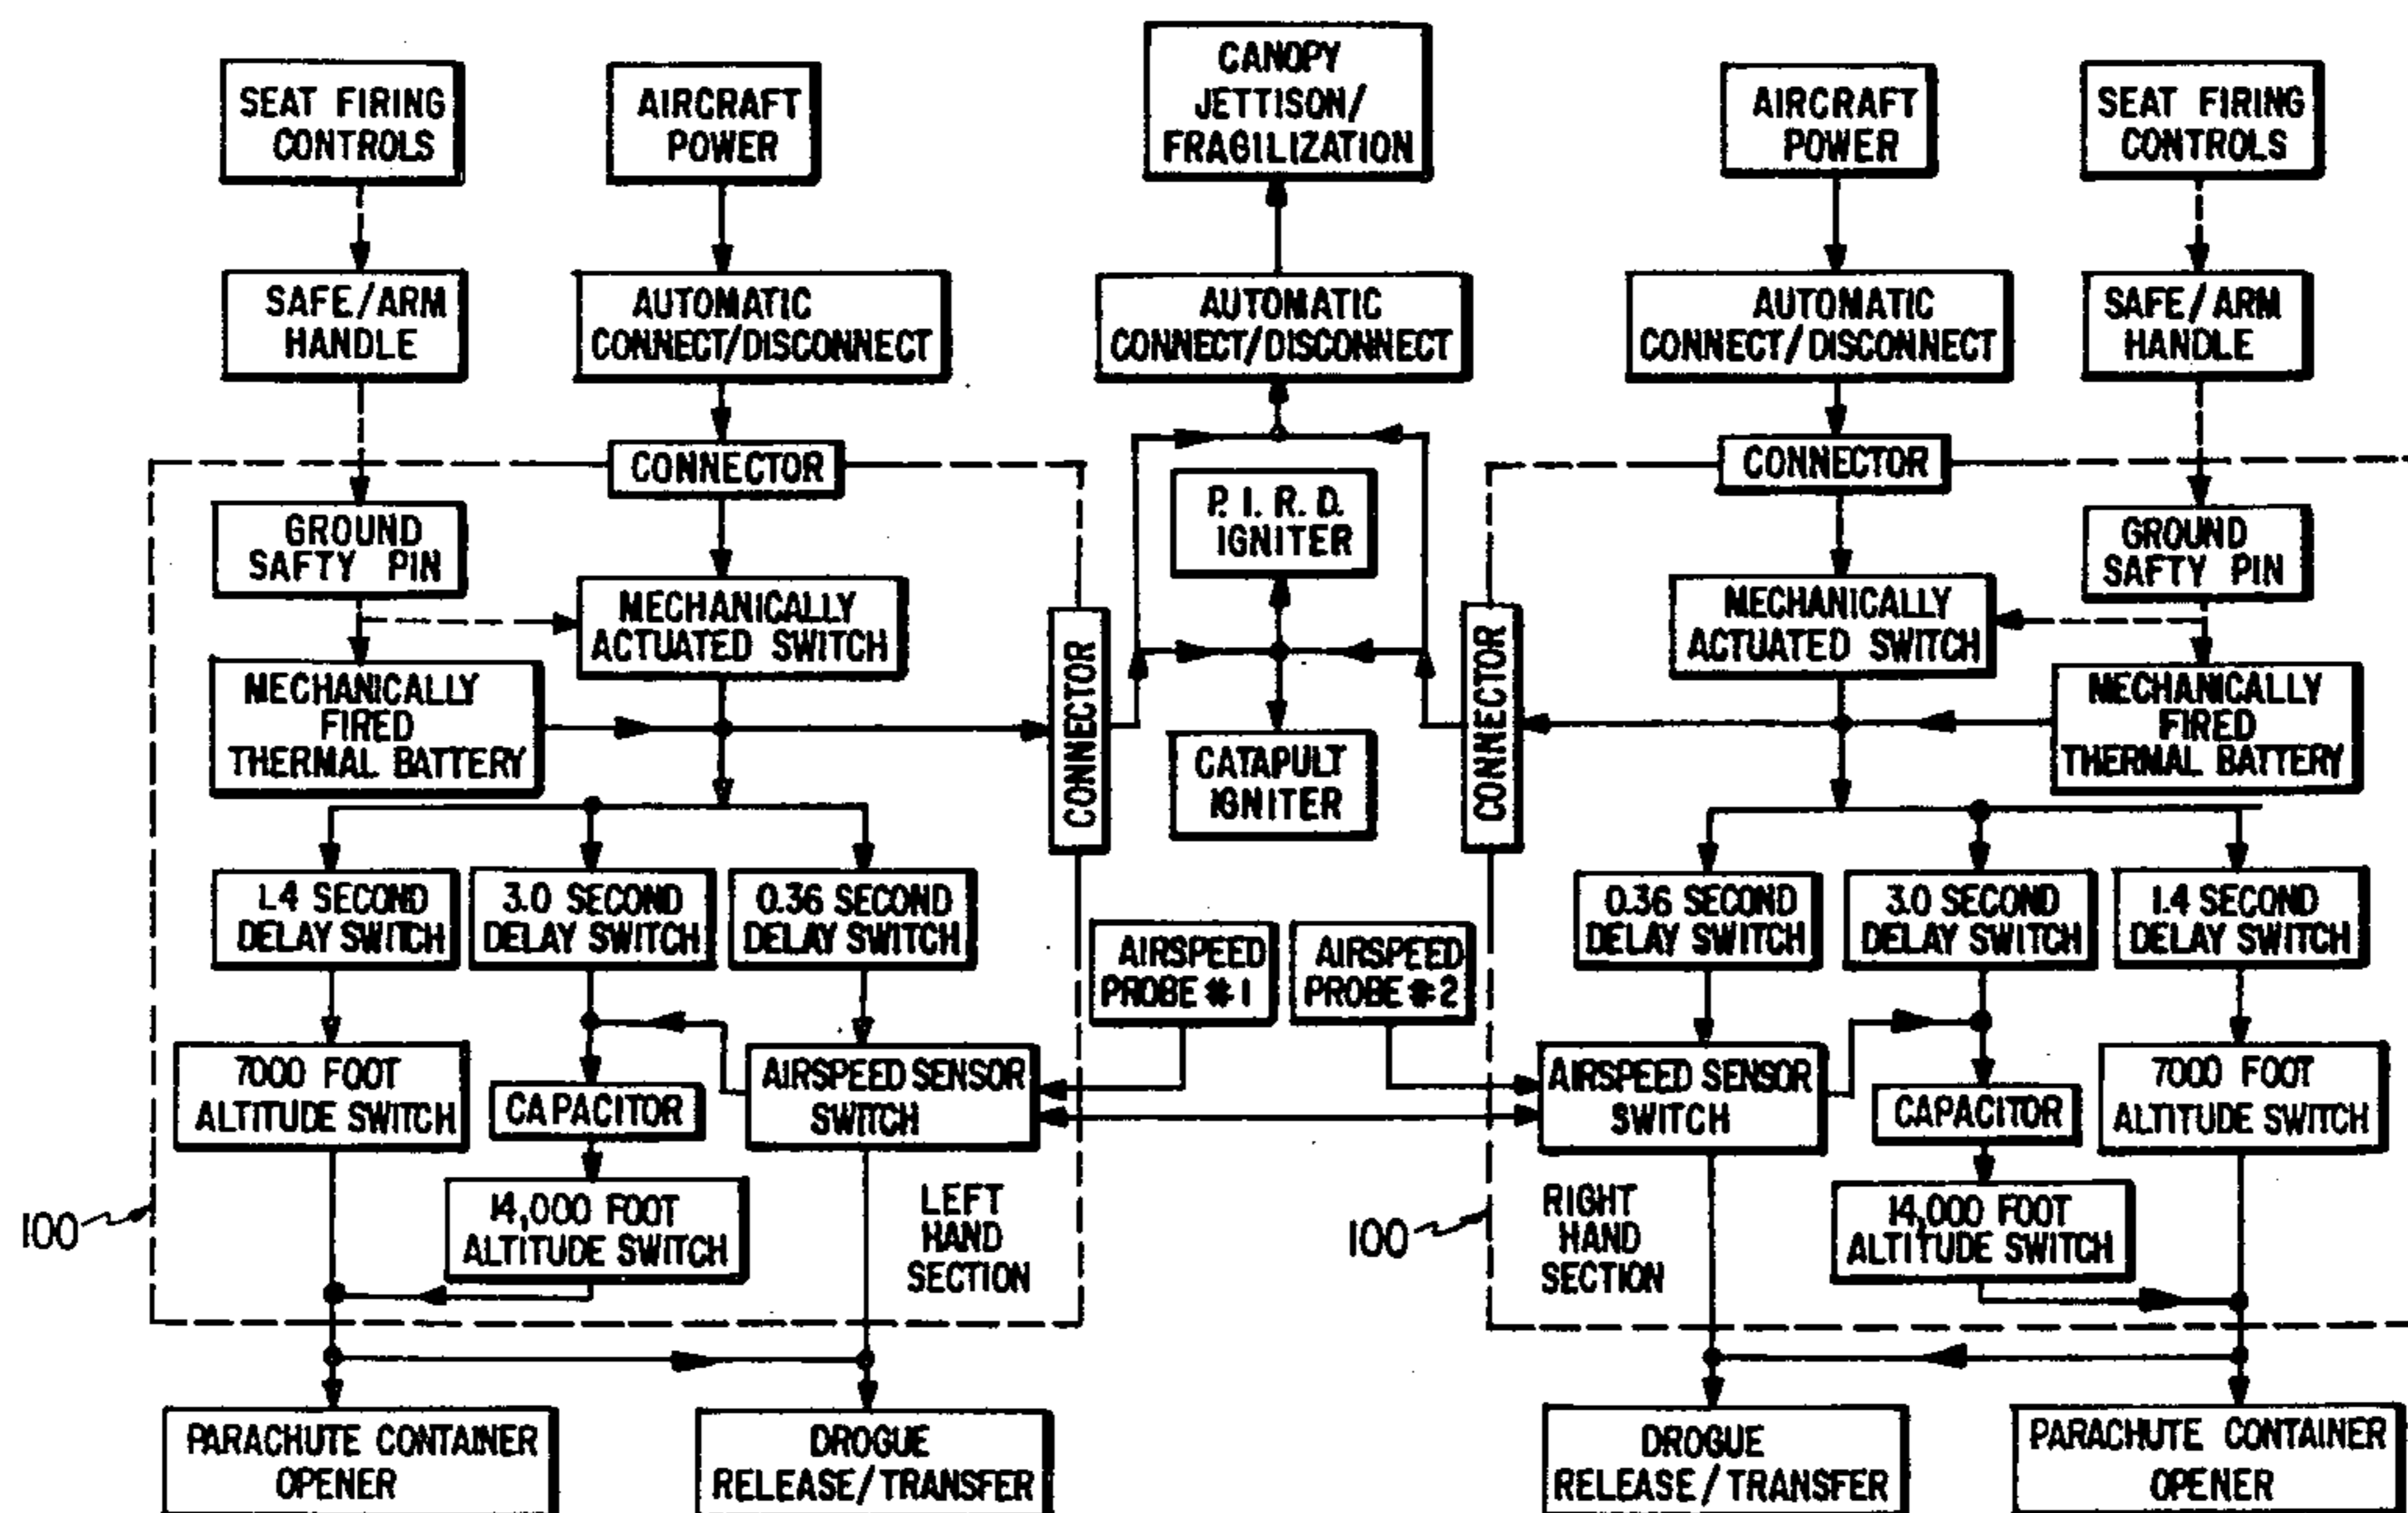 SEAT FIRING
CONTROLS
AIRCRAFT
POWER
CANOPY
JETTISON/
FRAGILIZATION
AIRCRAFT
POWER
SEAT FIRING
CONTROLS
SAFE/ARM
HANDLE
AUTOMATIC
CONNECT/DISCONNECT
AUTOMATIC
CONNECT/DISCONNECT
AUTOMATIC
CONNECT/DISCONNECT
SAFE/ARM
HANDLE
CONNECTOR
CONNECTOR
GROUND
SAFTY PIN
P. I. R. D.
IGNITER
GROUND
SAFTY PIN
MECHANICALLY
ACTUATED SWITCH
MECHANICALLY
ACTUATED SWITCH
MECHANICALLY
FIRED
THERMAL BATTERY
CONNECTOR
CATAPULT
IGNITER
CONNECTOR
MECHANICALLY
FIRED
THERMAL BATTERY
1.4 SECOND
DELAY SWITCH
3.0 SECOND
DELAY SWITCH
0.36 SECOND
DELAY SWITCH
AIRSPEED
PROBE #1
AIRSPEED
PROBE #2
0.36 SECOND
DELAY SWITCH
3.0 SECOND
DELAY SWITCH
1.4 SECOND
DELAY SWITCH
7000 FOOT
ALTITUDE SWITCH
CAPACITOR
AIRSPEED SENSOR
SWITCH
AIRSPEED SENSOR
SWITCH
CAPACITOR
7000 FOOT
ALTITUDE SWITCH
100
14,000 FOOT
ALTITUDE SWITCH
LEFT
HAND
SECTION
100
RIGHT
HAND
SECTION
14,000 FOOT
ALTITUDE SWITCH
PARACHUTE CONTAINER
OPENER
DROGUE
RELEASE/TRANSFER
DROGUE
RELEASE/TRANSFER
PARACHUTE CONTAINER
OPENER